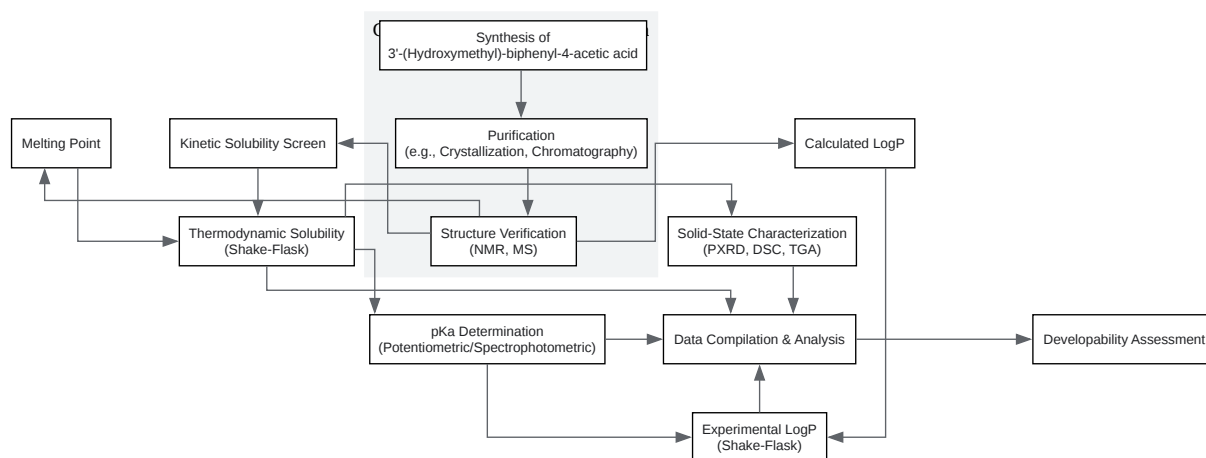 Synthesis of
3'-(Hydroxymethyl)-biphenyl-4-acetic acid
Melting Point
Kinetic Solubility Screen
Purification
(e.g., Crystallization, Chromatography)
Calculated LogP
Thermodynamic Solubility
(Shake-Flask)
Structure Verification
(NMR, MS)
Solid-State Characterization
(PXRD, DSC, TGA)
pKa Determination
(Potentiometric/Spectrophotometric)
Data Compilation & Analysis
Developability Assessment
Experimental LogP
(Shake-Flask)